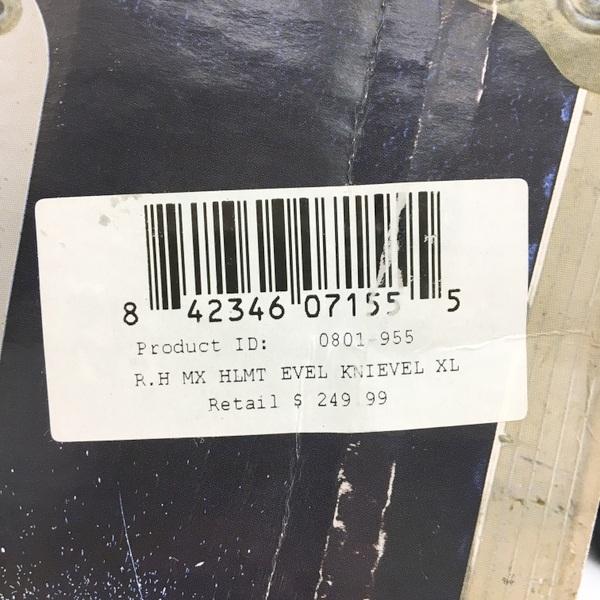 8 42346 07155 5
Product ID: 0801-955
R.H MX HLMT EVEL KNIEVEL XL
Retail $ 249.99